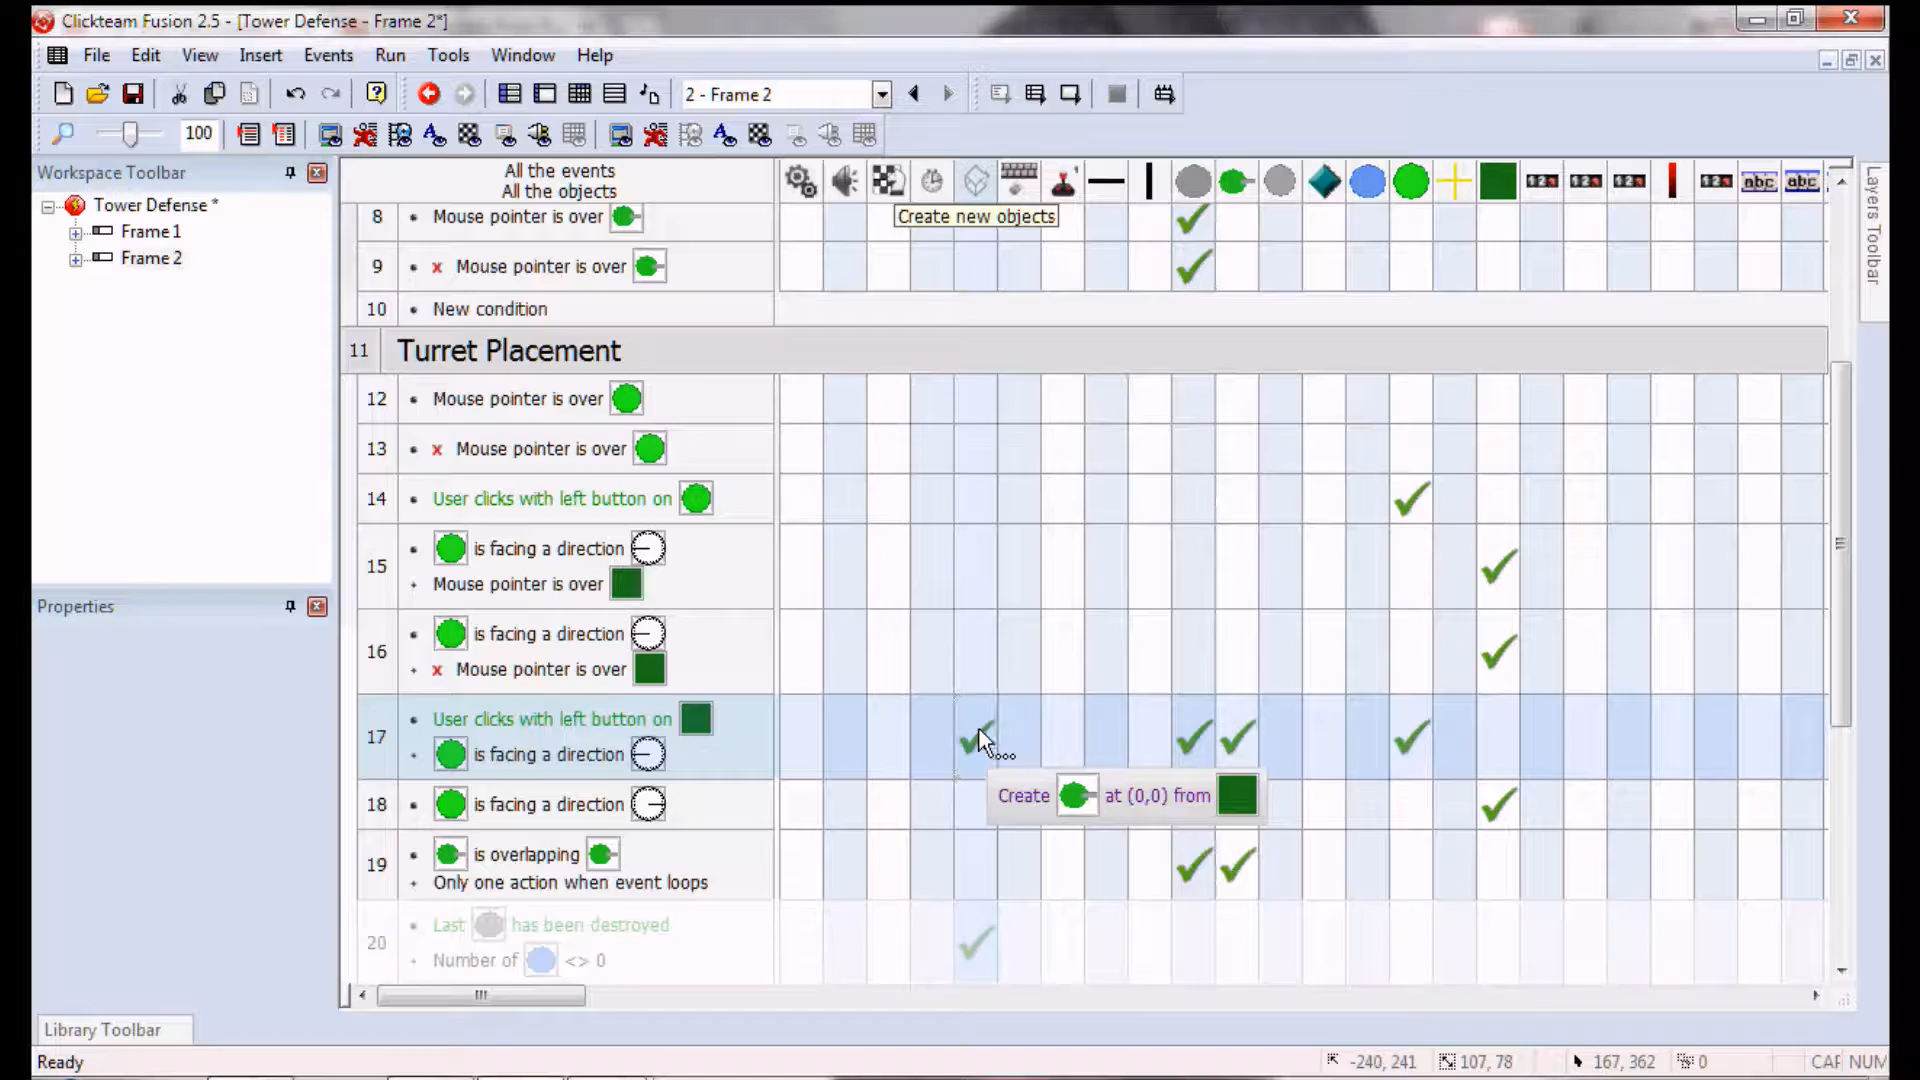 Clickteam Fusion 2.5 - [Tower Defense - Frame 2*]
File Edit View Insert Events Run Tools Window Help
2 - Frame 2
100
Workspace Toolbar
Tower Defense *
Frame 1
Frame 2
Properties
Library Toolbar
Layers Toolbar
All the events
All the objects
Create new objects
8 Mouse pointer is over
9 x Mouse pointer is over
10 New condition
11 Turret Placement
12 Mouse pointer is over
13 x Mouse pointer is over
14 User clicks with left button on
15 is facing a direction
Mouse pointer is over
16 is facing a direction
x Mouse pointer is over
17 User clicks with left button on
is facing a direction
Create at (0,0) from
18 is facing a direction
19 is overlapping
Only one action when event loops
20 Last has been destroyed
Number of <> 0
Ready
-240, 241 107, 78 167, 362 0 CAP NUM